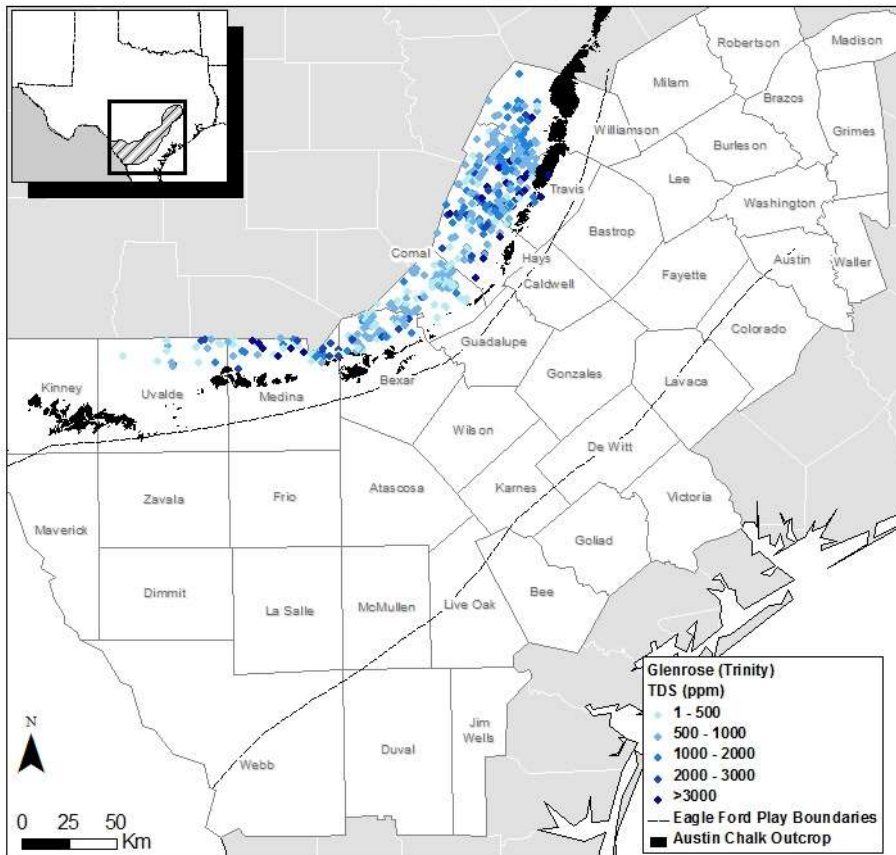 Robertson
Madison
Milam
Brazos
Grimes
Williamson
Burleson
Lee
Travis
Washington
Bastrop
Austin
Waller
Comal
Hays
Caldwell
Fayette
Colorado
Guadalupe
Gonzales
Lavaca
Kinney
Uvalde
Medina
Bexar
Wilson
De Witt
Zavala
Frio
Atascosa
Karnes
Victoria
Maverick
Goliad
Dimmit
La Salle
McMullen
Live Oak
Bee
Webb
Duval
Jim
Wells
N
0 25 50
Km
Glenrose (Trinity)
TDS (ppm)
1 - 500
500 - 1000
1000 - 2000
2000 - 3000
>3000
Eagle Ford Play Boundaries
Austin Chalk Outcrop